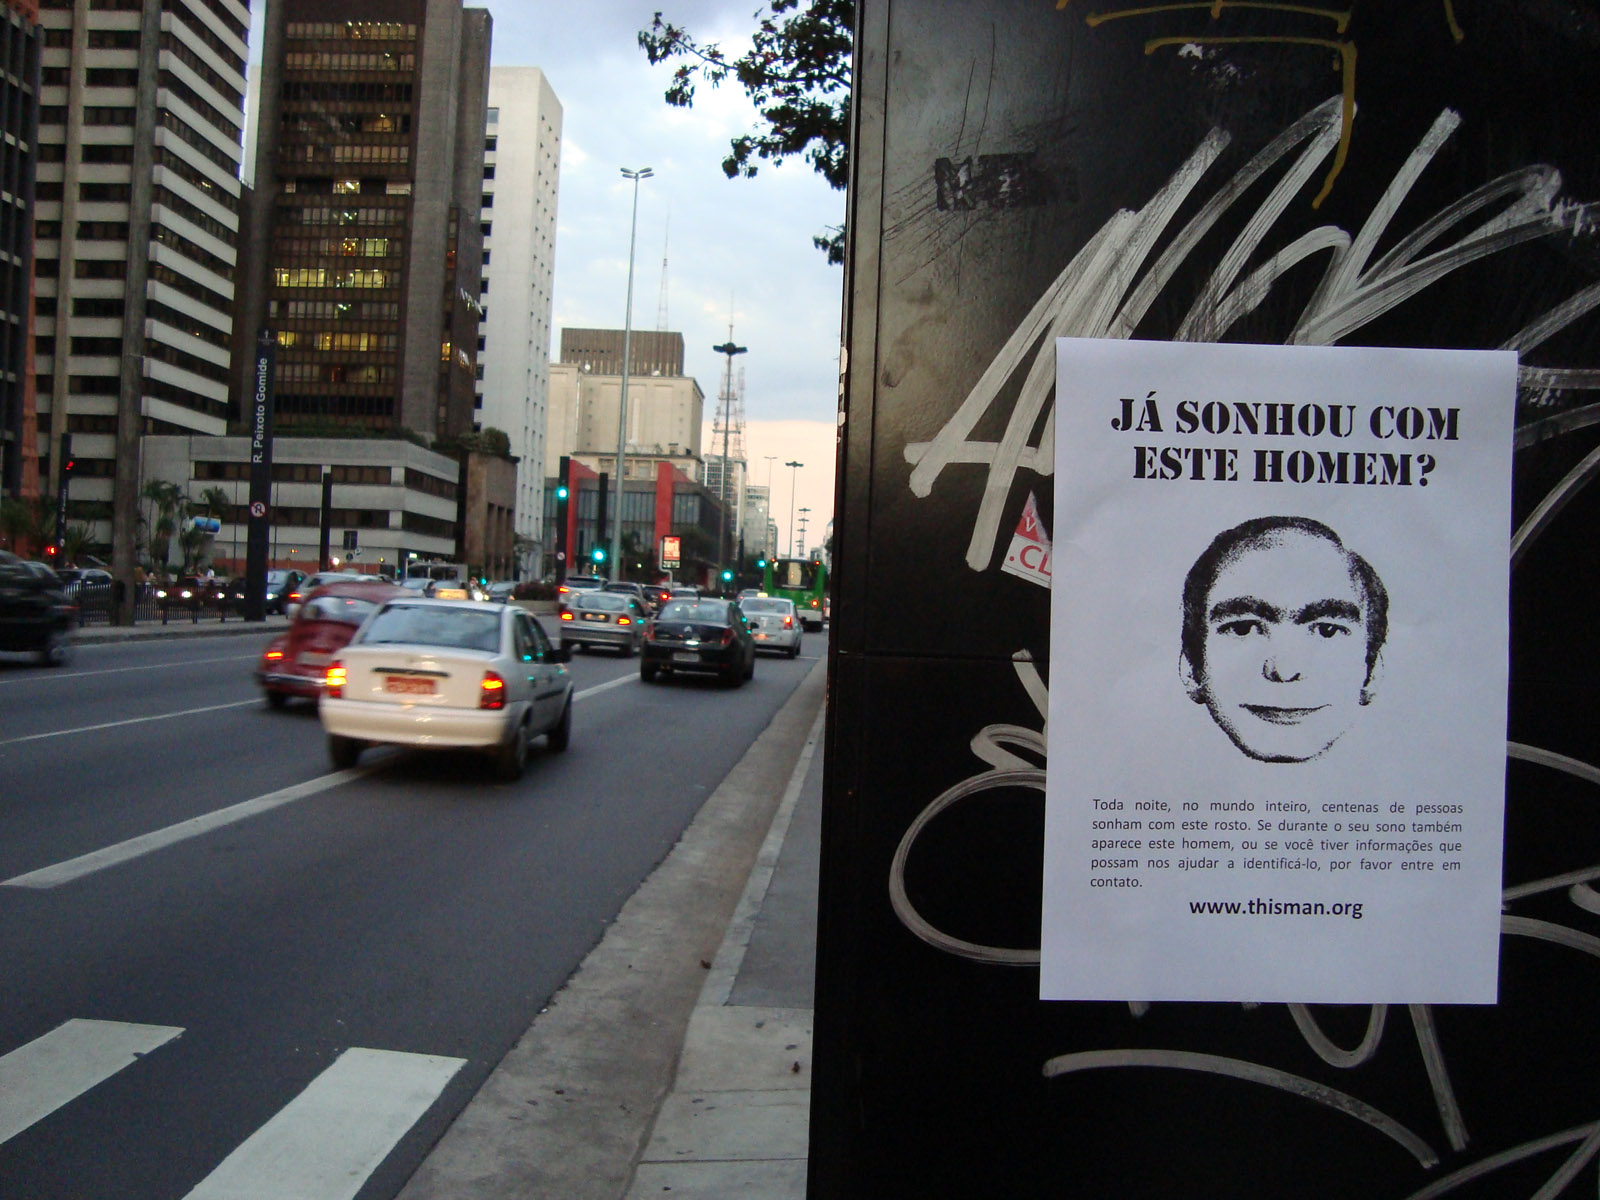 R. Peixoto Gomide
JÁ SONHOU COM
ESTE HOMEM?
Toda noite, no mundo inteiro, centenas de pessoas
sonham com este rosto. Se durante o seu sono também
aparece este homem, ou se você tiver informações que
possam nos ajudar a identificá-lo, por favor entre em
contato.
www.thisman.org